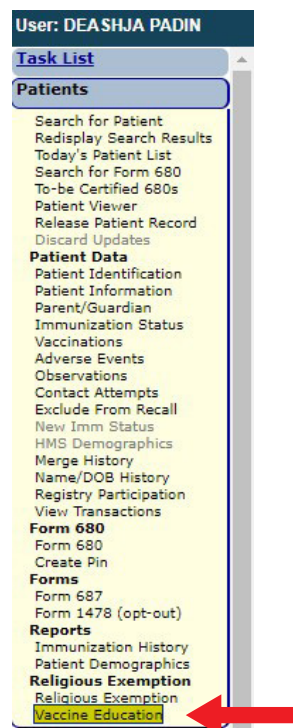 User: DEASHJA PADIN
Task List
Patients
Search for Patient
Redisplay Search Results
Today's Patient List
Search for Form 680
To-be Certified 680s
Patient Viewer
Release Patient Record
Discard Updates
Patient Data
Patient Identification
Patient Information
Parent/Guardian
Immunization Status
Vaccinations
Adverse Events
Observations
Contact Attempts
Exclude From Recall
New Imm Status
HMS Demographics
Merge History
Name/DOB History
Registry Participation
View Transactions
Form 680
Form 680
Create Pin
Forms
Form 687
Form 1478 (opt-out)
Reports
Immunization History
Patient Demographics
Religious Exemption
Religious Exemption
Vaccine Education